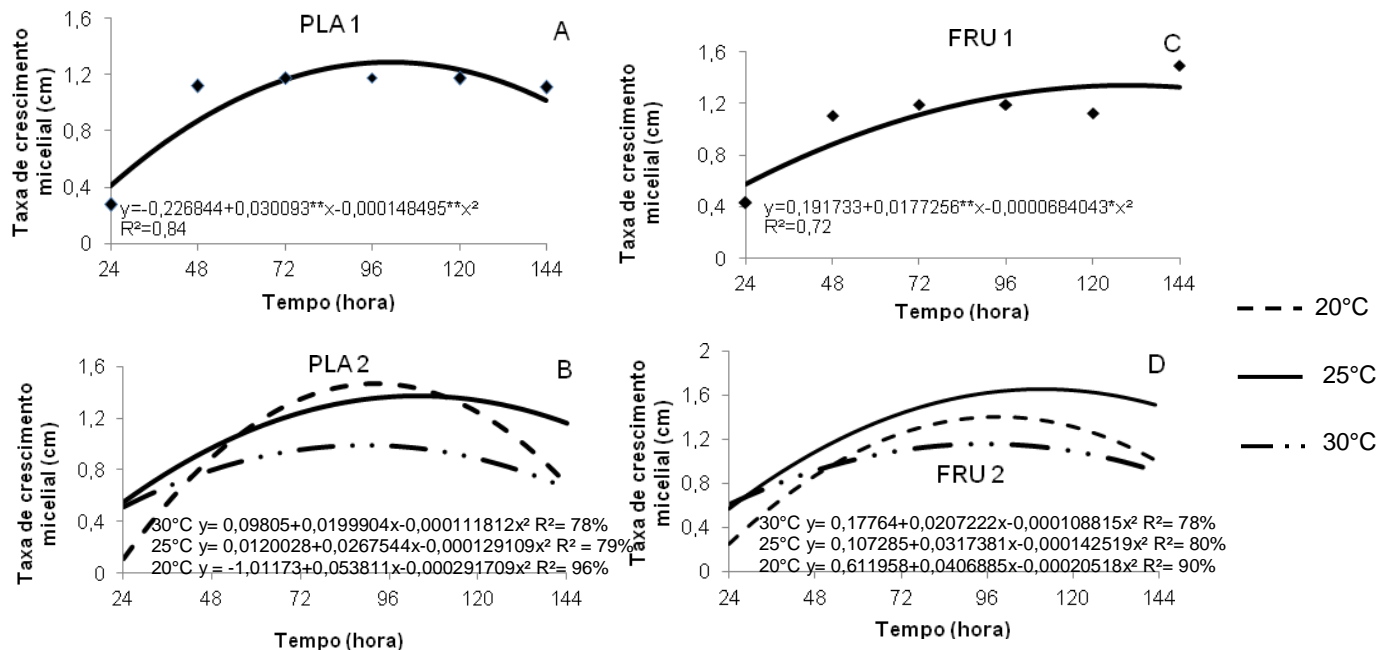 PLA 1
A
Taxa de crescimento
micelial (cm)
1,6
1,2
0,8
0,4
0
y=-0,226844+0,030093**x-0,000148495**x²
R²=0,84
24 48 72 96 120 144
Tempo (hora)
FRU 1
C
Taxa de crescimento
micelial (cm)
1,6
1,2
0,8
0,4
0
y=0,191733+0,0177256**x-0,0000684043*x²
R²=0,72
24 48 72 96 120 144
Tempo (hora)
PLA 2
B
Taxa de crescimento
micelial (cm)
1,6
1,2
0,8
0,4
0
30°C y= 0,09805+0,0199904x-0,000111812x² R²= 78%
25°C y= 0,0120028+0,0267544x-0,000129109x² R² = 79%
20°C y = -1,01173+0,053811x-0,000291709x² R²= 96%
24 48 72 96 120 144
Tempo (hora)
D
FRU 2
Taxa de crescimento
micelial (cm)
2
1,6
1,2
0,8
0,4
0
30°C y= 0,17764+0,0207222x-0,000108815x² R²= 78%
25°C y= 0,107285+0,0317381x-0,000142519x² R²= 80%
20°C y= 0,611958+0,0406885x-0,00020518x² R²= 90%
24 48 72 96 120 144
Tempo (hora)
20°C
25°C
30°C